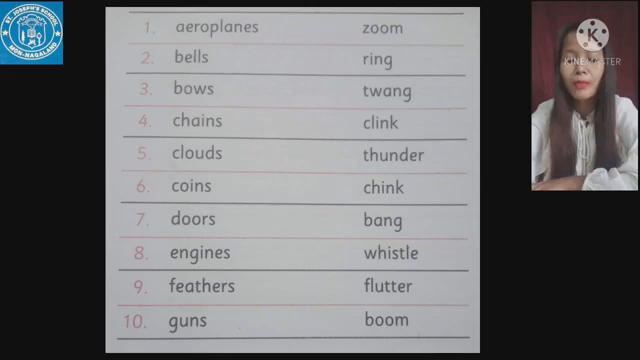 ST. JOSEPH'S SCHOOL
MON-NAGALAND
1. aeroplanes zoom
2. bells ring
3. bows twang
4. chains clink
5. clouds thunder
6. coins chink
7. doors bang
8. engines whistle
9. feathers flutter
10. guns boom
K
KINEMASTER